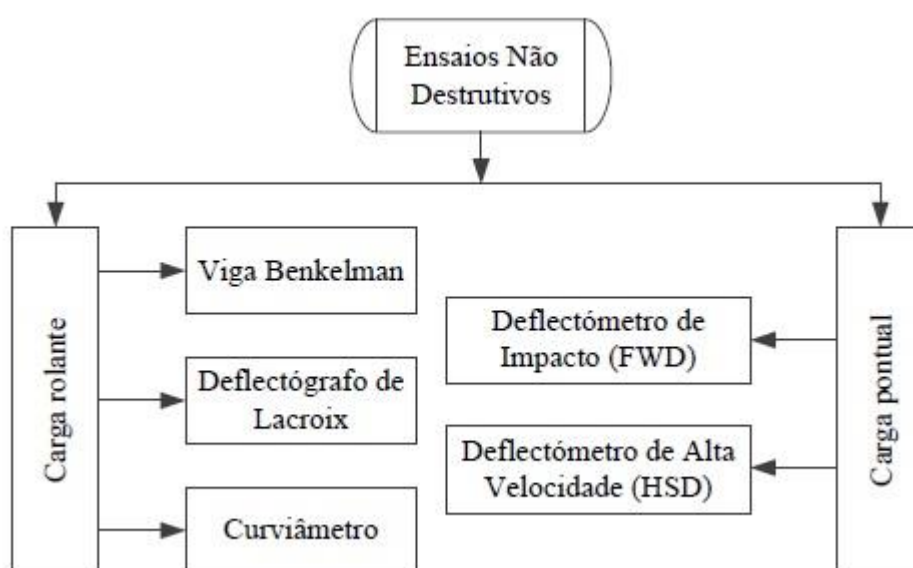 Ensaios Não
Destrutivos
Carga rolante
Viga Benkelman
Deflectógrafo de
Lacroix
Curviâmetro
Deflectómetro de
Impacto (FWD)
Deflectómetro de Alta
Velocidade (HSD)
Carga pontual